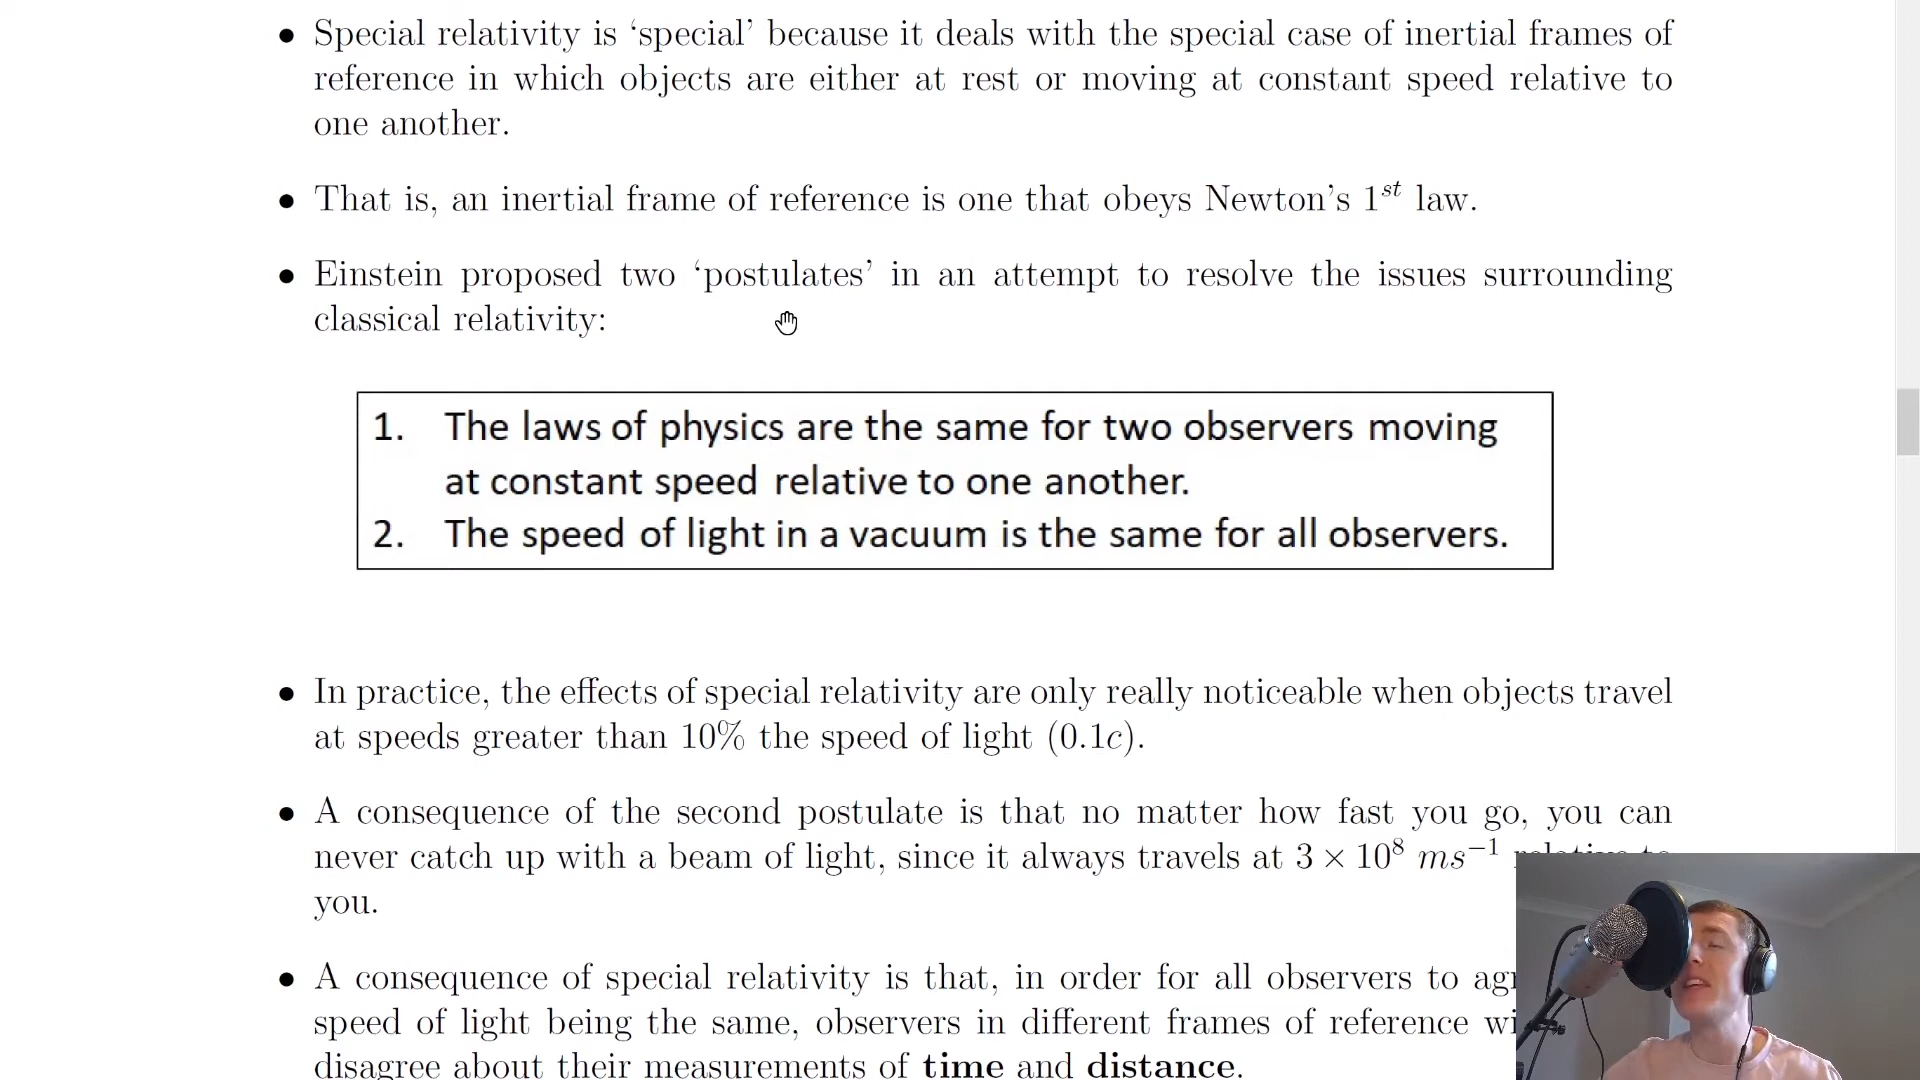 • Special relativity is ‘special’ because it deals with the special case of inertial frames of
reference in which objects are either at rest or moving at constant speed relative to
one another.
• That is, an inertial frame of reference is one that obeys Newton’s 1st law.
• Einstein proposed two ‘postulates’ in an attempt to resolve the issues surrounding
classical relativity:
1. The laws of physics are the same for two observers moving
at constant speed relative to one another.
2. The speed of light in a vacuum is the same for all observers.
• In practice, the effects of special relativity are only really noticeable when objects travel
at speeds greater than 10% the speed of light (0.1c).
• A consequence of the second postulate is that no matter how fast you go, you can
never catch up with a beam of light, since it always travels at 3 × 10⁸ ms⁻¹ relative to
you.
• A consequence of special relativity is that, in order for all observers to
speed of light being the same, observers in different frames of reference
disagree about their measurements of time and distance.